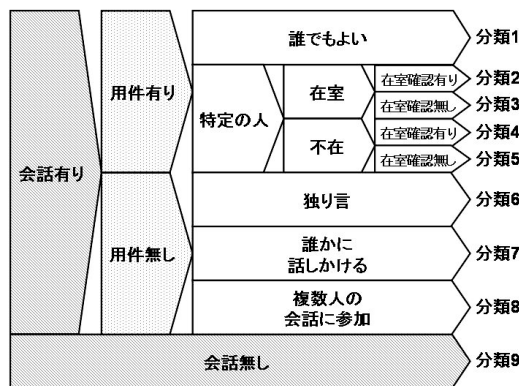 誰でもよい
分類1
用件有り
特定の人
在室
在室確認有り
分類2
在室確認無し
分類3
不在
在室確認有り
分類4
在室確認無し
分類5
会話有り
独り言
分類6
用件無し
誰かに
話しかける
分類7
複数人の
会話に参加
分類8
会話無し
分類9